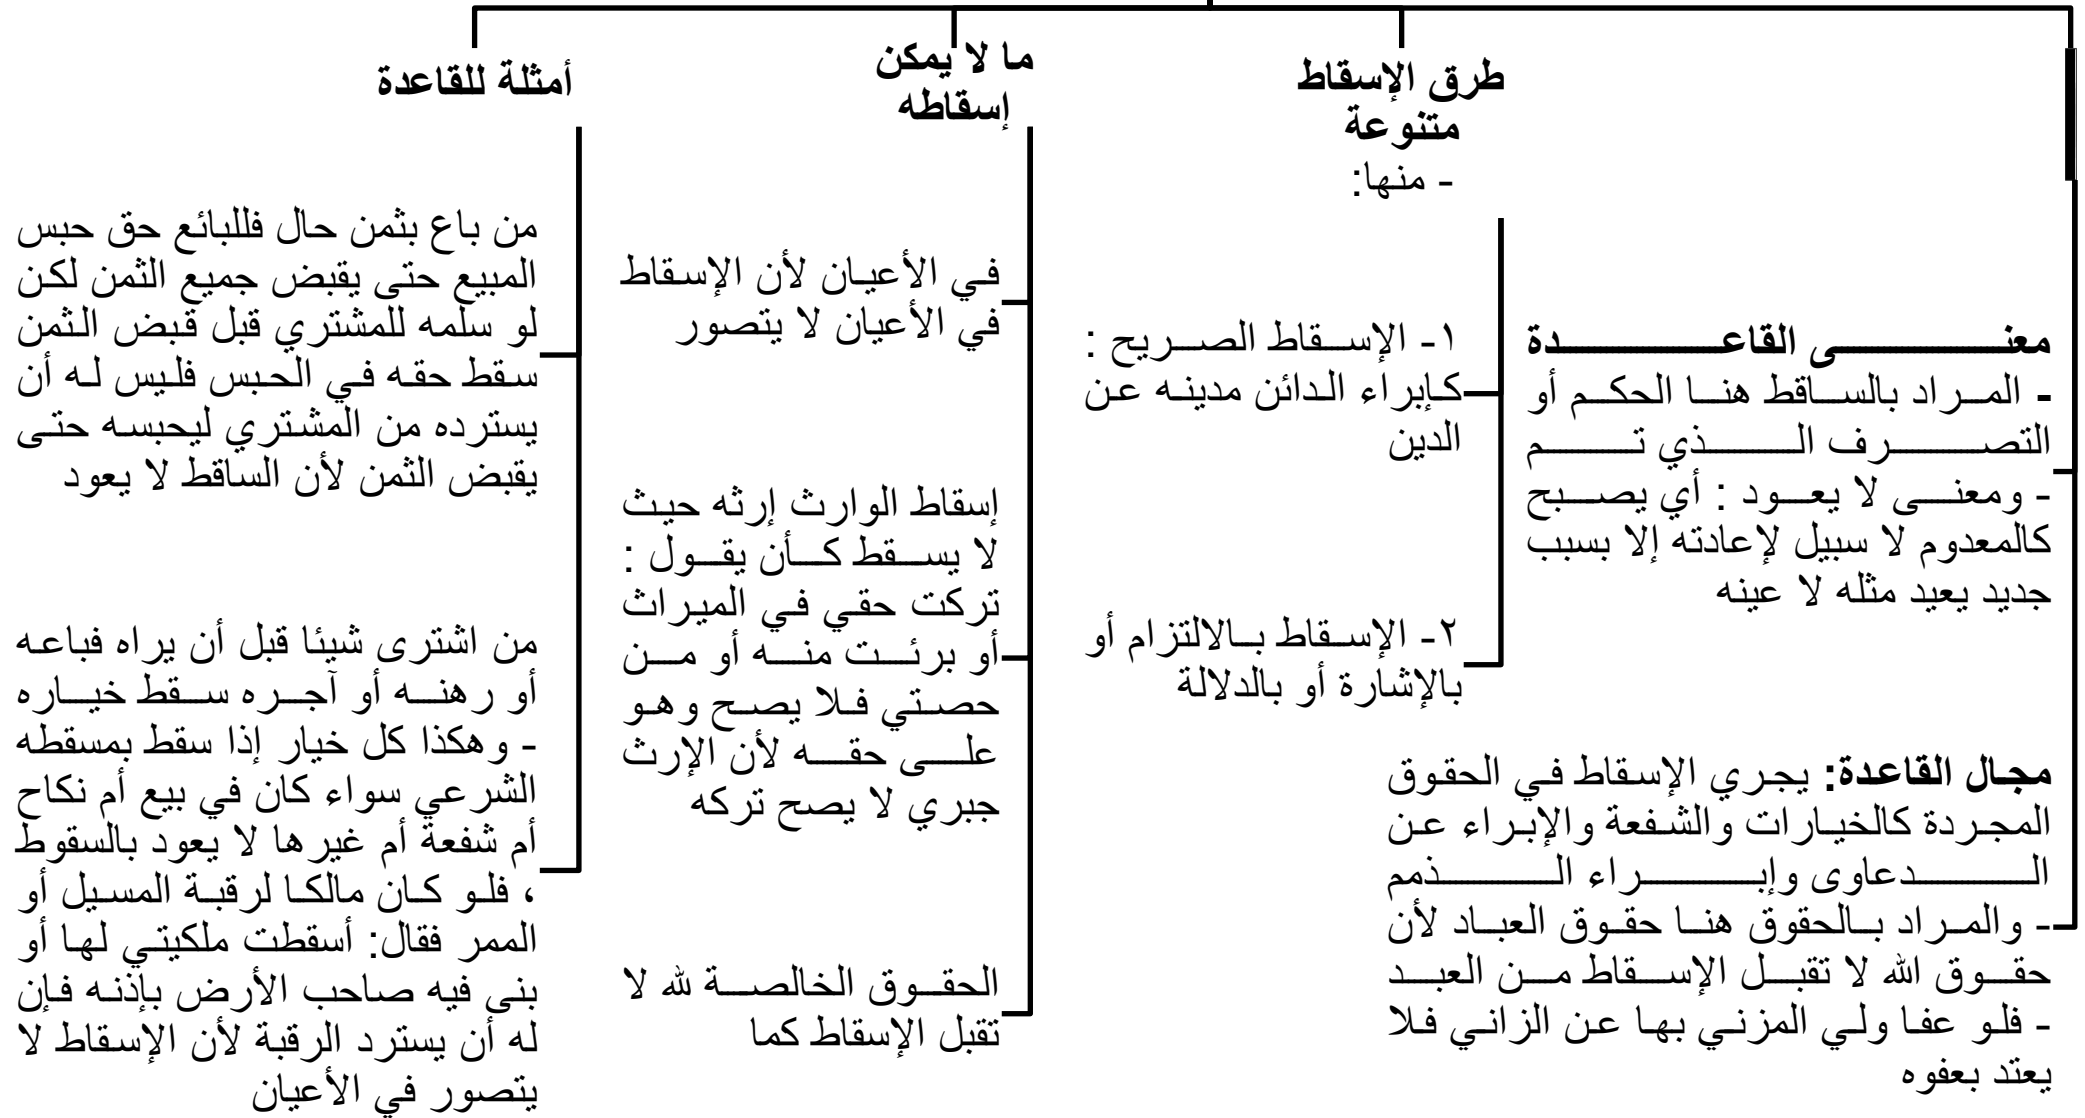 معنى القاعدة
- المراد بالساقط هنا الحكم أو
التصرف الذي تم
- ومعنى لا يعود : أي يصبح
كالمعدوم لا سبيل لإعادته إلا بسبب
جديد يعيد مثله لا عينه
مجال القاعدة: يجري الإسقاط في الحقوق
المجردة كالخيارات والشفعة والإبراء عن
الدعاوى وإبراء الذمم
- والمراد بالحقوق هنا حقوق العباد لأن
حقوق الله لا تقبل الإسقاط من العبد
- فلو عفا ولي المزني بها عن الزاني فلا
يعتد بعفوه
طرق الإسقاط
متنوعة
- منها:
١- الإسقاط الصريح :
كإبراء الدائن مدينه عن
الدين
٢- الإسقاط بالالتزام أو
بالإشارة أو بالدلالة
ما لا يمكن
إسقاطه
في الأعيان لأن الإسقاط
في الأعيان لا يتصور
إسقاط الوارث إرثه حيث
لا يسقط كأن يقول :
تركت حقي في الميراث
أو برئت منه أو من
حصتي فلا يصح وهو
على حقه لأن الإرث
جبري لا يصح تركه
الحقوق الخالصة لله لا
تقبل الإسقاط كما
أمثلة للقاعدة
من باع بثمن حال فللبائع حق حبس
المبيع حتى يقبض جميع الثمن لكن
لو سلمه للمشتري قبل قبض الثمن
سقط حقه في الحبس فليس له أن
يسترده من المشتري ليحبسه حتى
يقبض الثمن لأن الساقط لا يعود
من اشترى شيئا قبل أن يراه فباعه
أو رهنه أو آجره سقط خياره
- وهكذا كل خيار إذا سقط بمسقطه
الشرعي سواء كان في بيع أم نكاح
أم شفعة أم غيرها لا يعود بالسقوط
، فلو كان مالكا لرقبة المسيل أو
الممر فقال: أسقطت ملكيتي لها أو
بنى فيه صاحب الأرض بإذنه فإن
له أن يسترد الرقبة لأن الإسقاط لا
يتصور في الأعيان